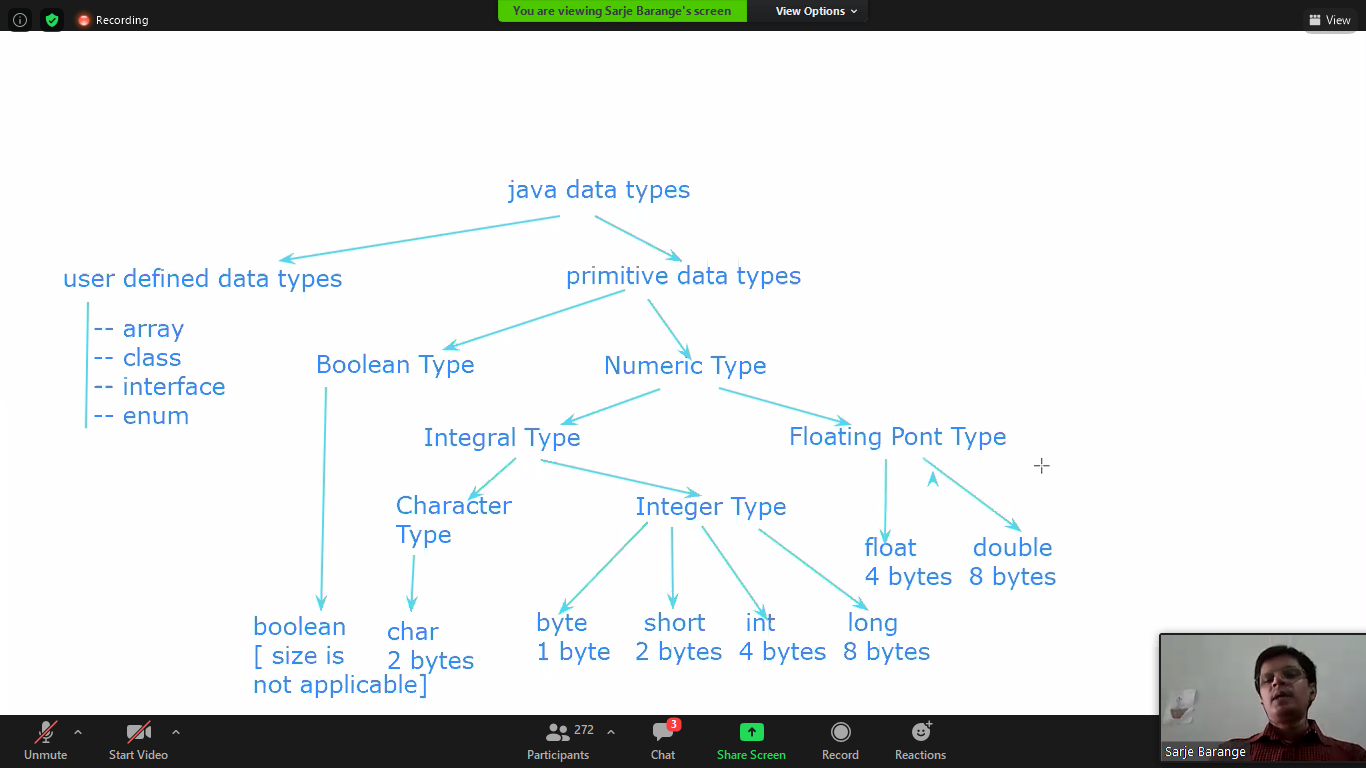 You are viewing Sarje Barange's screen
View Options
Recording
View
java data types
user defined data types
primitive data types
-- array
-- class
-- interface
-- enum
Boolean Type
Numeric Type
Integral Type
Floating Pont Type
Character
Type
Integer Type
float
4 bytes
double
8 bytes
boolean
[ size is
not applicable]
char
2 bytes
byte
1 byte
short
2 bytes
int
4 bytes
long
8 bytes
Sarje Barange
Unmute
Start Video
272
Participants
3
Chat
Share Screen
Record
Reactions